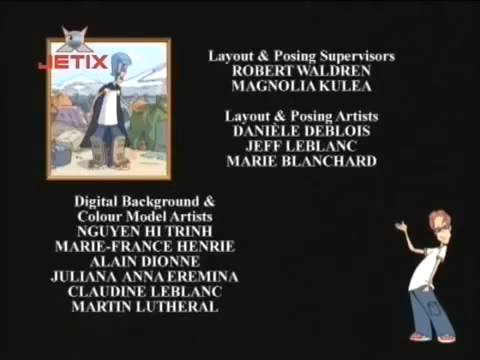 JETIX
Layout & Posing Supervisors
ROBERT WALDREN
MAGNOLIA KULEA
Layout & Posing Artists
DANIÈLE DEBLOIS
JEFF LEBLANC
MARIE BLANCHARD
Digital Background &
Colour Model Artists
NGUYEN HI TRINH
MARIE-FRANCE HENRIE
ALAIN DIONNE
JULIANA ANNA EREMINA
CLAUDINE LEBLANC
MARTIN LUTHERAL